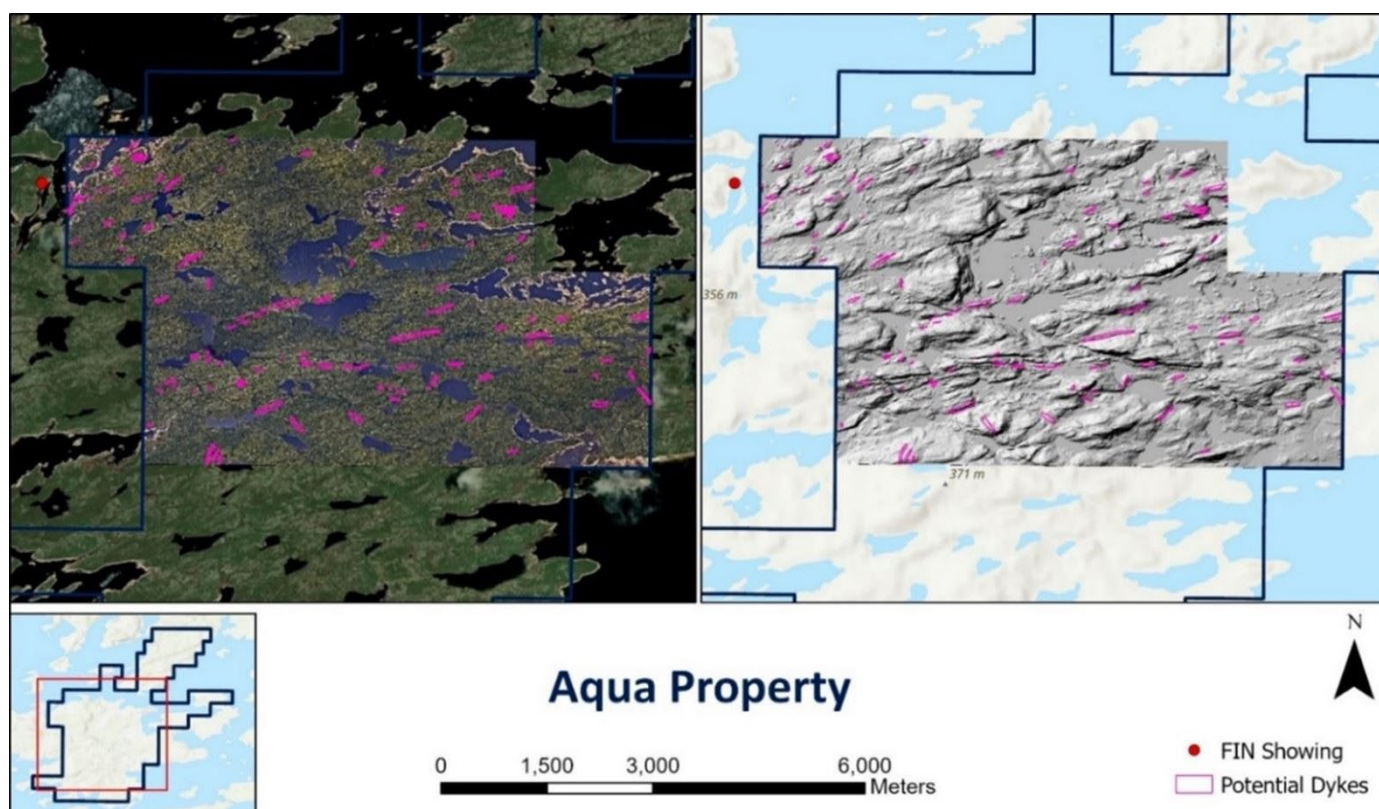 356 m
371 m
Aqua Property
N
0 1,500 3,000 6,000
Meters
FIN Showing
Potential Dykes